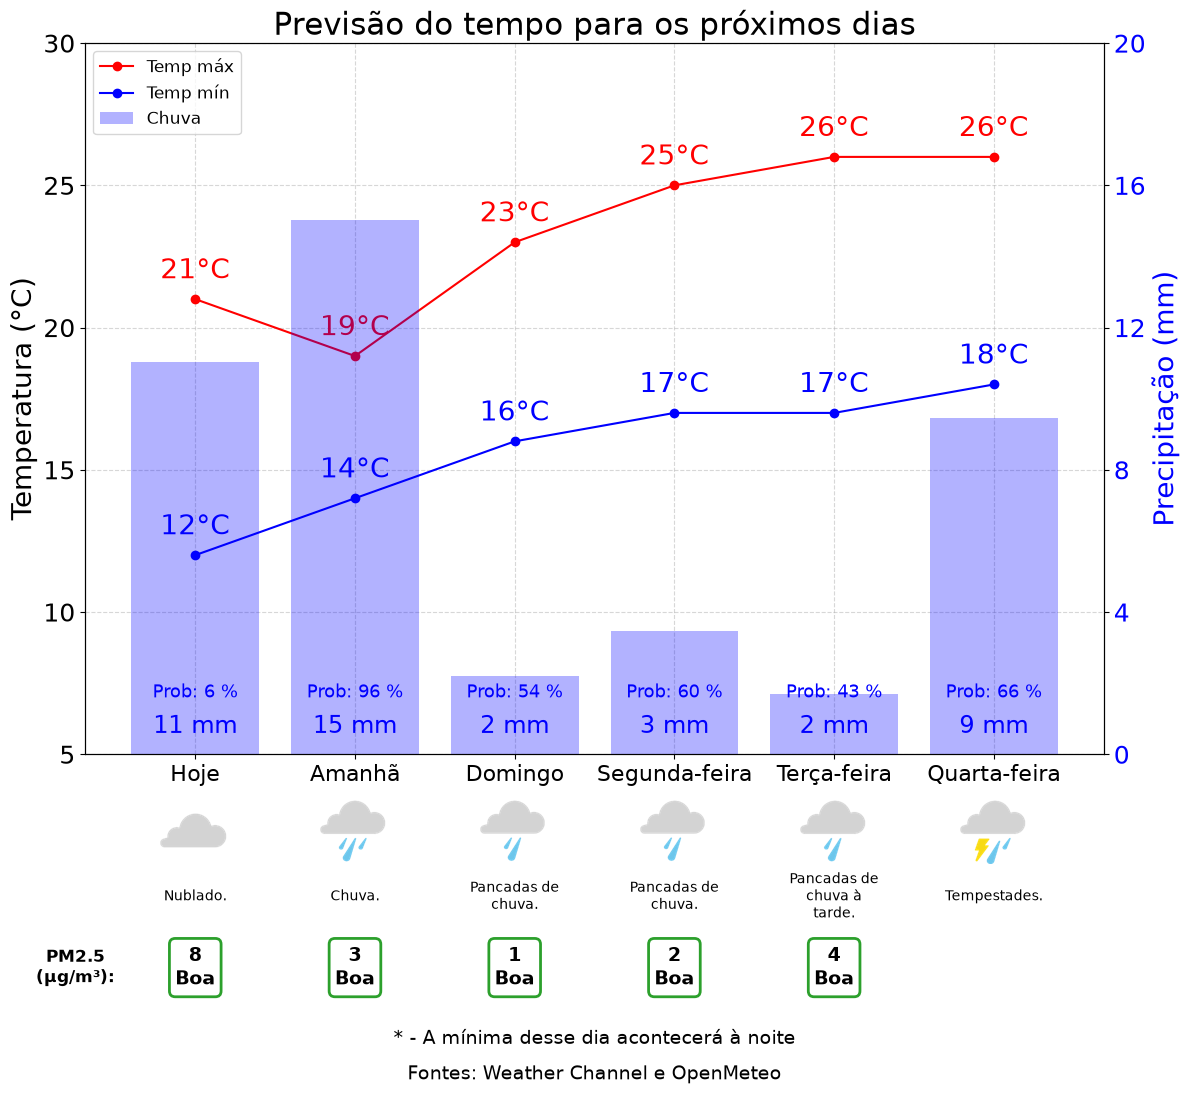 Previsão do tempo para os próximos dias
30
25
20
15
10
5
Temperatura (°C)
20
16
12
8
4
0
Precipitação (mm)
Temp máx
Temp mín
Chuva
21°C
19°C
23°C
25°C
26°C
26°C
12°C
14°C
16°C
17°C
17°C
18°C
Prob: 6 %
Prob: 96 %
Prob: 54 %
Prob: 60 %
Prob: 43 %
Prob: 66 %
11 mm
15 mm
2 mm
3 mm
2 mm
9 mm
Hoje
Amanhã
Domingo
Segunda-feira
Terça-feira
Quarta-feira
Nublado.
Chuva.
Pancadas de
chuva.
Pancadas de
chuva.
Pancadas de
chuva à
tarde.
Tempestades.
PM2.5
(µg/m³):
8
Boa
3
Boa
1
Boa
2
Boa
4
Boa
* - A mínima desse dia acontecerá à noite
Fontes: Weather Channel e OpenMeteo